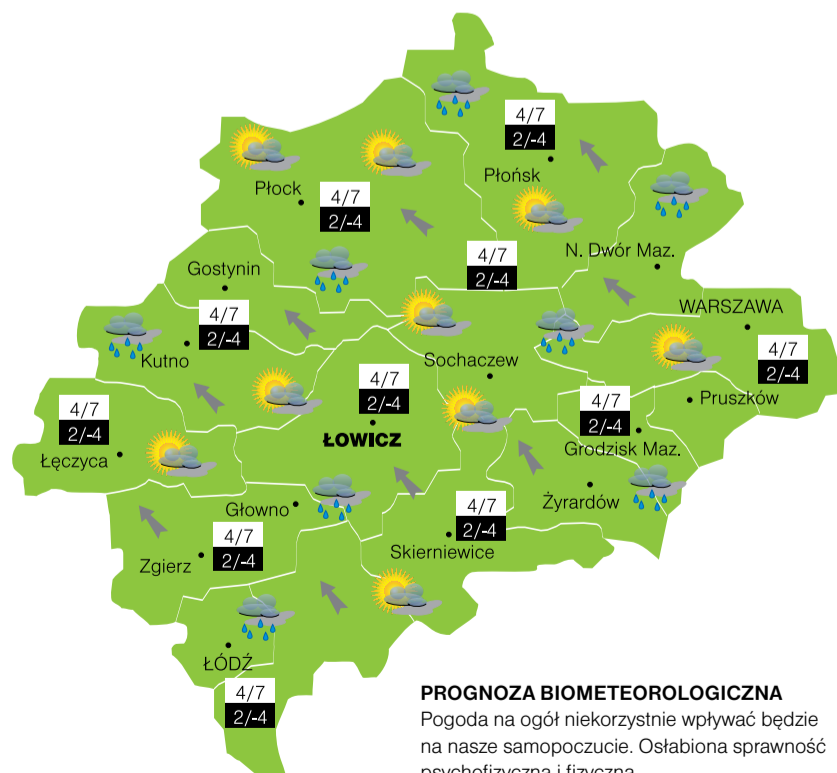 4/7
2/-4
Płońsk
Płock
4/7
2/-4
N. Dwór Maz.
4/7
2/-4
Gostynin
4/7
2/-4
Kutno
WARSZAWA
4/7
2/-4
Sochaczew
4/7
2/-4
ŁOWICZ
Pruszków
4/7
2/-4
Grodzisk Maz.
4/7
2/-4
Łęczyca
Żyrardów
Głowno
4/7
2/-4
Skierniewice
4/7
2/-4
Zgierz
ŁÓDŹ
4/7
2/-4
PROGNOZA BIOMETEOROLOGICZNA
Pogoda na ogół niekorzystnie wpływać będzie
na nasze samopoczucie. Osłabiona sprawność
psychofizyczna i fizyczna